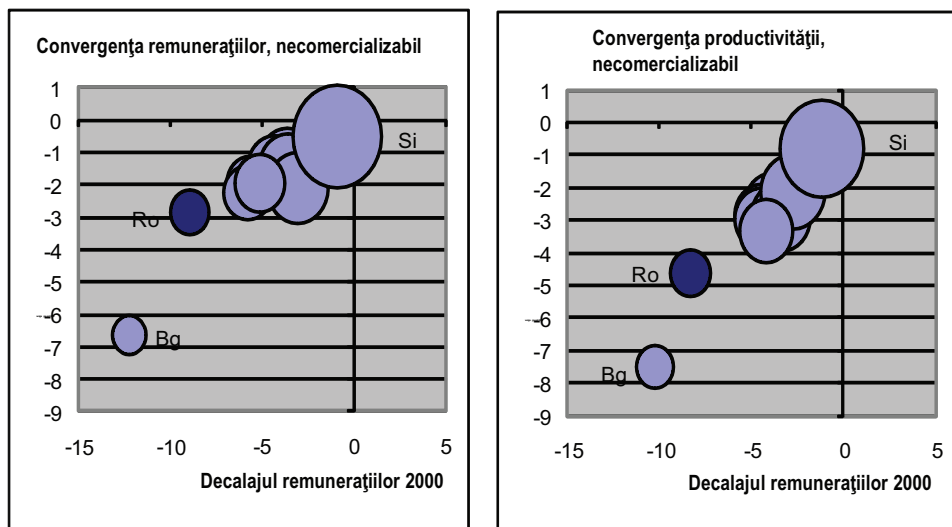 Convergenţa remuneraţiilor, necomercializabil
1
0
-1
-2
-3
-4
-5
-6
-7
-8
-9
Si
Ro
Bg
-15 -10 -5 0 5
Decalajul remuneraţiilor 2000
Convergenţa productivităţii,
necomercializabil
1
0
-1
-2
-3
-4
-5
-6
-7
-8
-9
Si
Ro
Bg
-15 -10 -5 0 5
Decalajul remuneraţiilor 2000